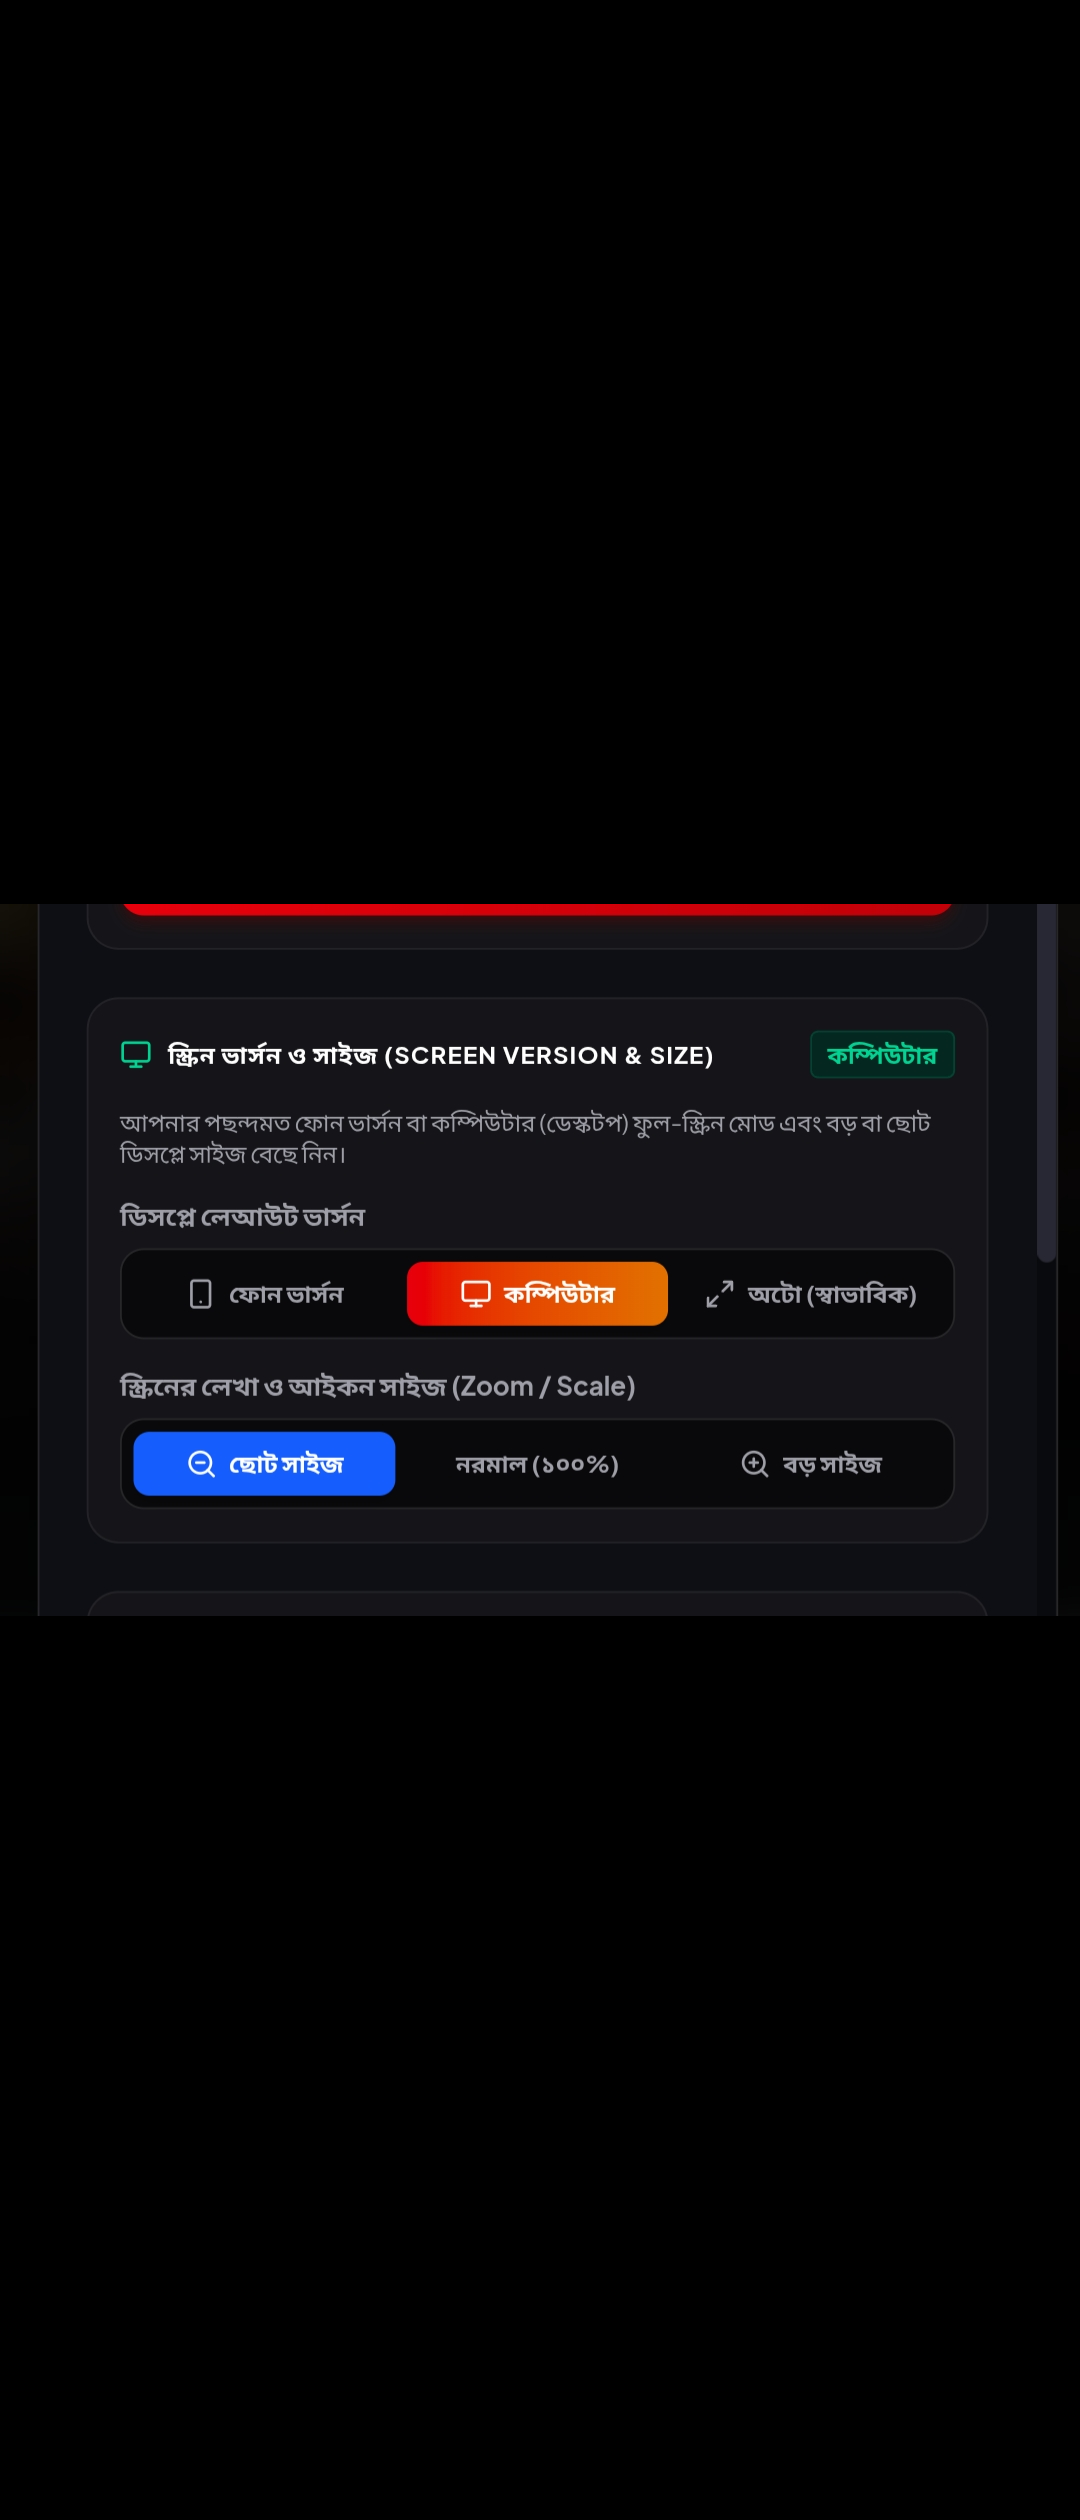 স্ক্রিন ভার্সন ও সাইজ (SCREEN VERSION & SIZE)
কম্পিউটার
আপনার পছন্দমত ফোন ভার্সন বা কম্পিউটার (ডেস্কটপ) ফুল-স্ক্রিন মোড এবং বড় বা ছোট
ডিসপ্লে সাইজ বেছে নিন।
ডিসপ্লে লেআউট ভার্সন
ফোন ভার্সন
কম্পিউটার
অটো (স্বাভাবিক)
স্ক্রিনের লেখা ও আইকন সাইজ (Zoom / Scale)
ছোট সাইজ
নরমাল (১০০%)
বড় সাইজ